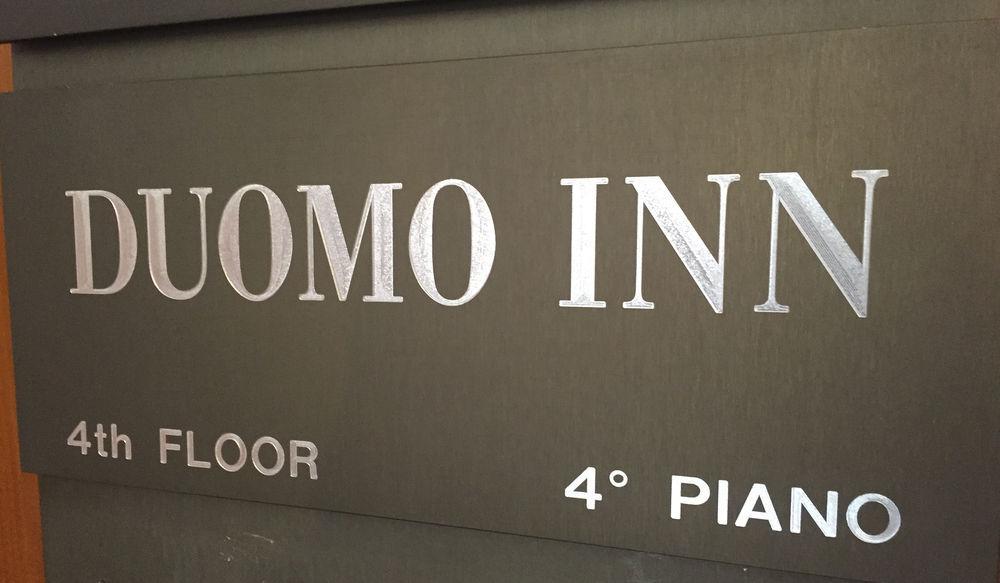 DUOMO INN
4th FLOOR
4° PIANO